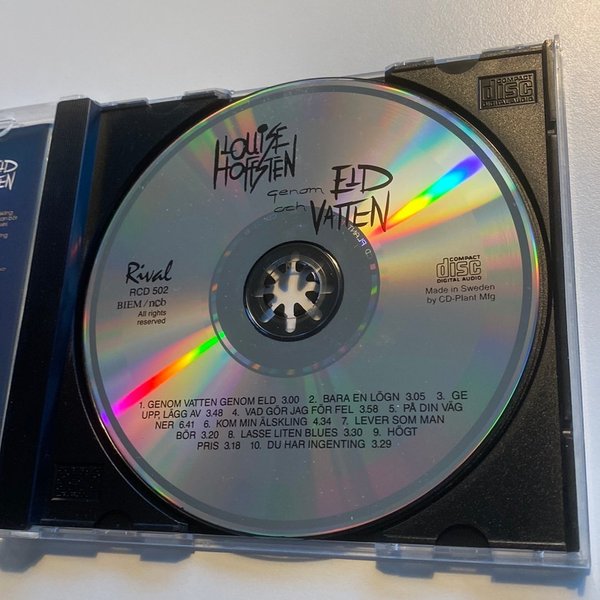 LOUISE
HOFFSTEN
genom ELD
och VATTEN
COMPACT
disc
DIGITAL AUDIO
ELD
TEN
Rival
RCD 502
BIEM/ncb
All rights
reserved
COMPACT
disc
DIGITAL AUDIO
Made in Sweden
by CD-Plant Mfg
1. GENOM VATTEN GENOM ELD 3.00 2. BARA EN LÖGN 3.05 3. GE
UPP, LÄGG AV 3.48 4. VAD GÖR JAG FÖR FEL 3.58 5. PÅ DIN VÄG
NER 6.41 6. KOM MIN ÄLSKLING 4.34 7. LEVER SOM MAN
BÖR 3.20 8. LASSE LITEN BLUES 3.30 9. HÖGT
PRIS 3.18 10. DU HAR INGENTING 3.29